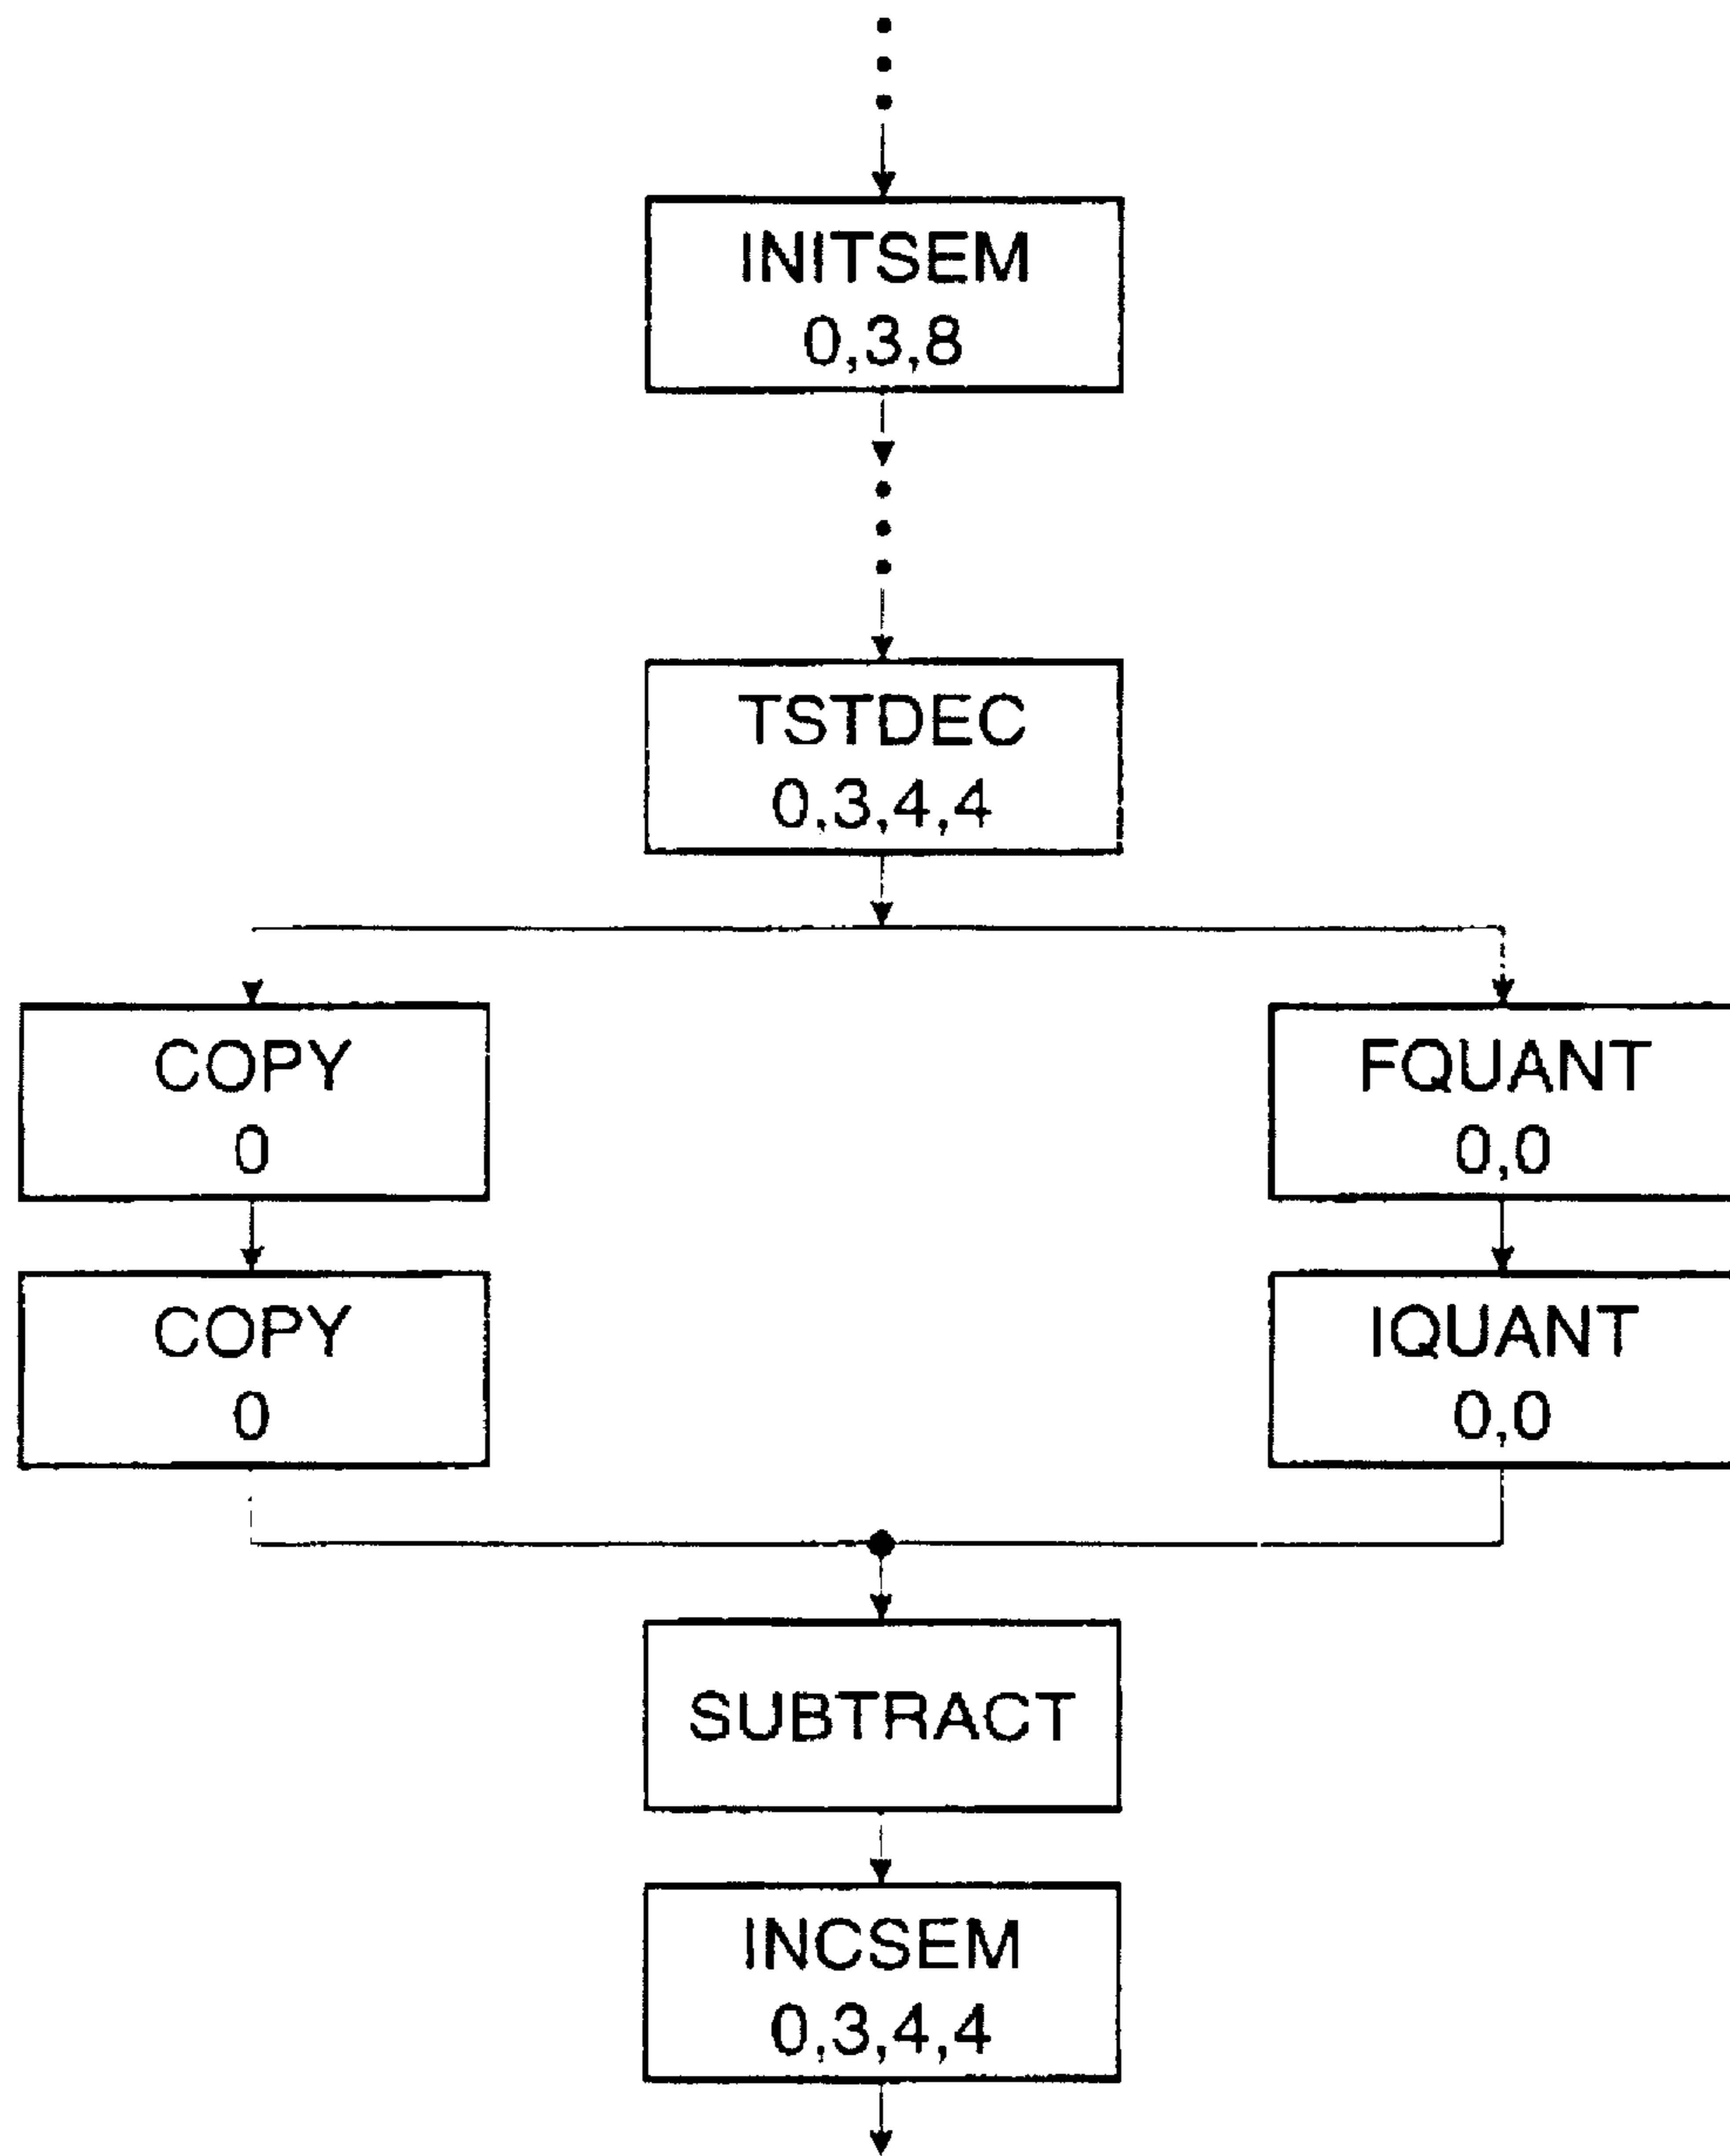 INITSEM
0,3,8
TSTDEC
0,3,4,4
COPY
0
FQUANT
0,0
COPY
0
IQUANT
0,0
SUBTRACT
INCSEM
0,3,4,4